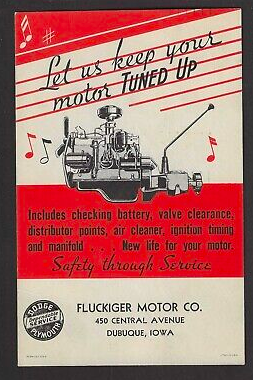 Let us keep your
motor TUNED UP
Includes checking battery, valve clearance,
distributor points, air cleaner, ignition timing
and manifold . . . New life for your motor.
Safety through Service
DODGE
SERVICE
PLYMOUTH
FLUCKIGER MOTOR CO.
450 CENTRAL AVENUE
DUBUQUE, IOWA